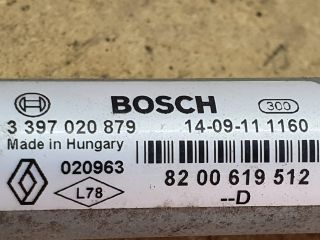 BOSCH 300
3 397 020 879 14-09-11 1160
Made in Hungary
020963
L78 82 00 619 512
--D